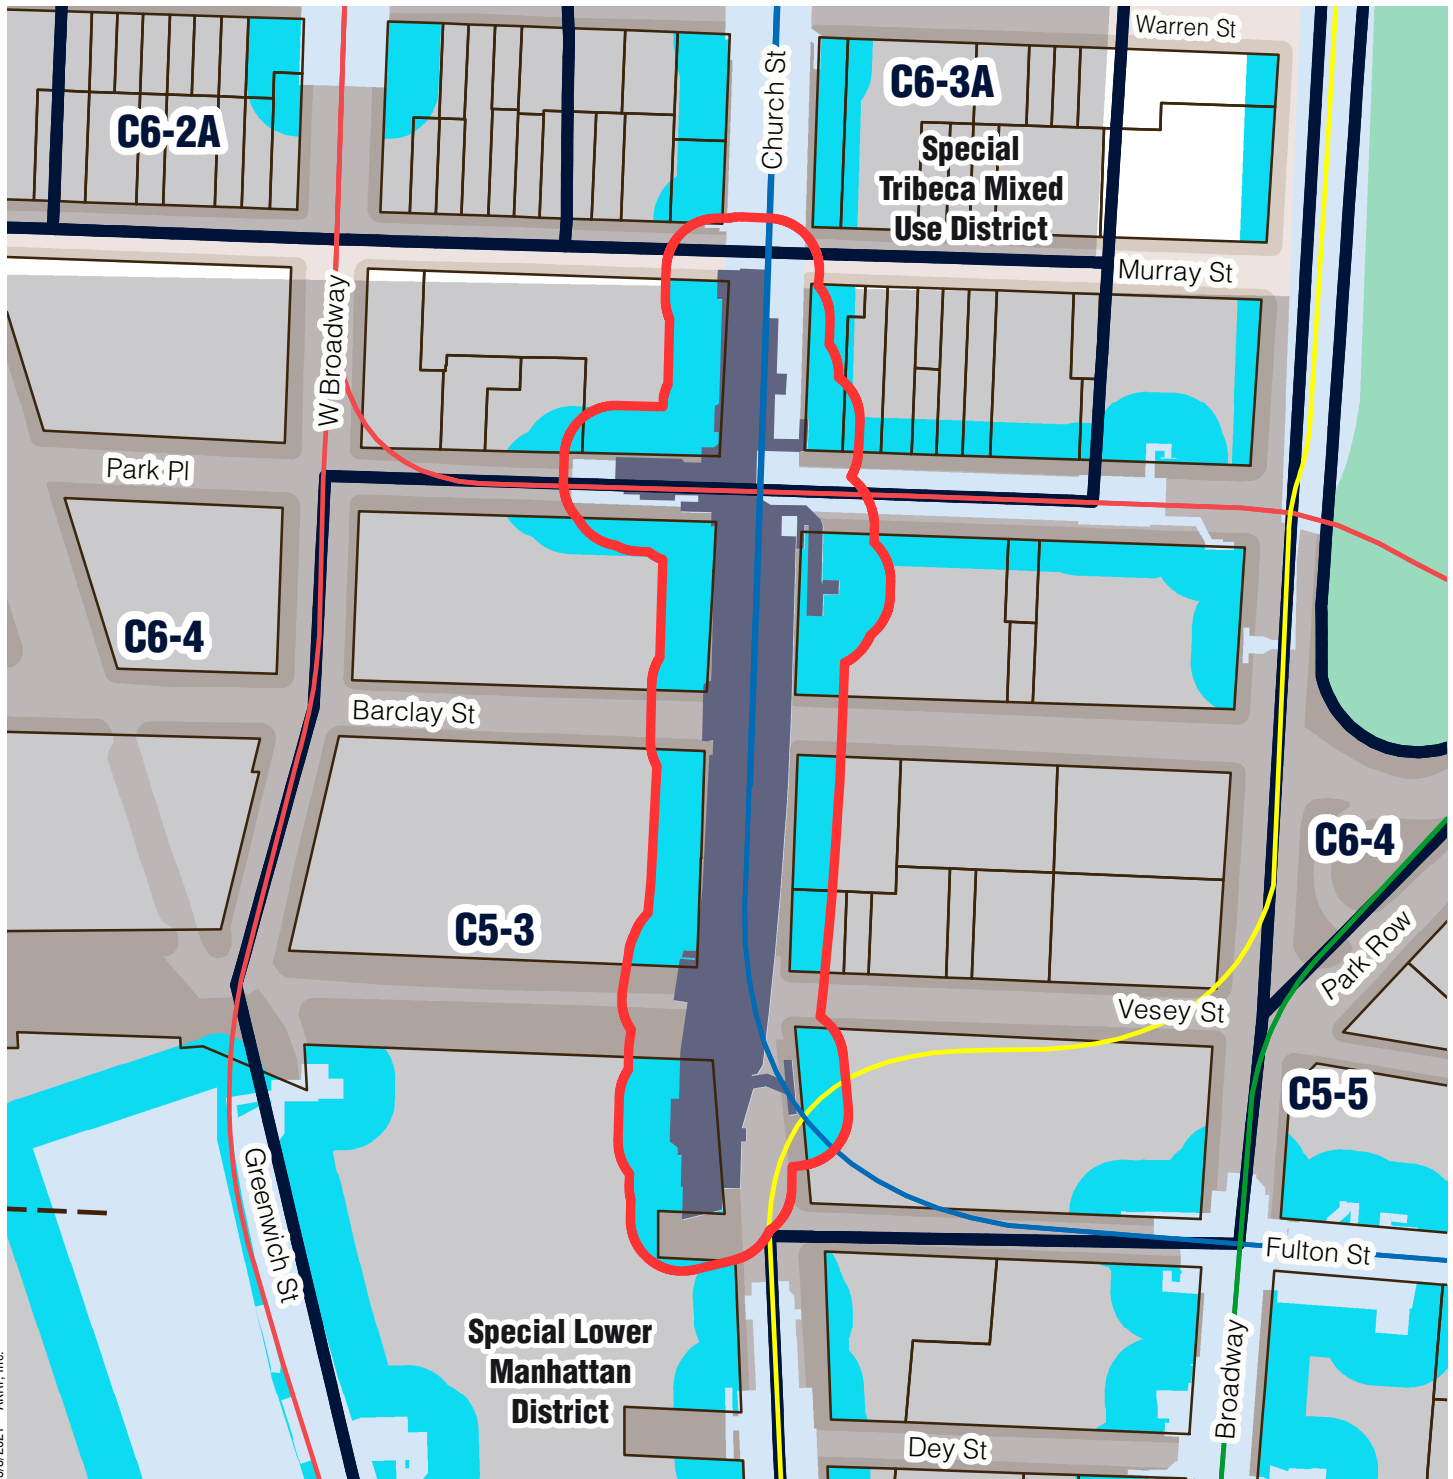 Warren St
Church St
C6-3A
C6-2A
Special
Tribeca Mixed
Use District
Murray St
W Broadway
Park Pl
C6-4
Barclay St
C6-4
C5-3
Park Row
Vesey St
C5-5
Greenwich St
Fulton St
Special Lower
Manhattan
District
Broadway
Dey St